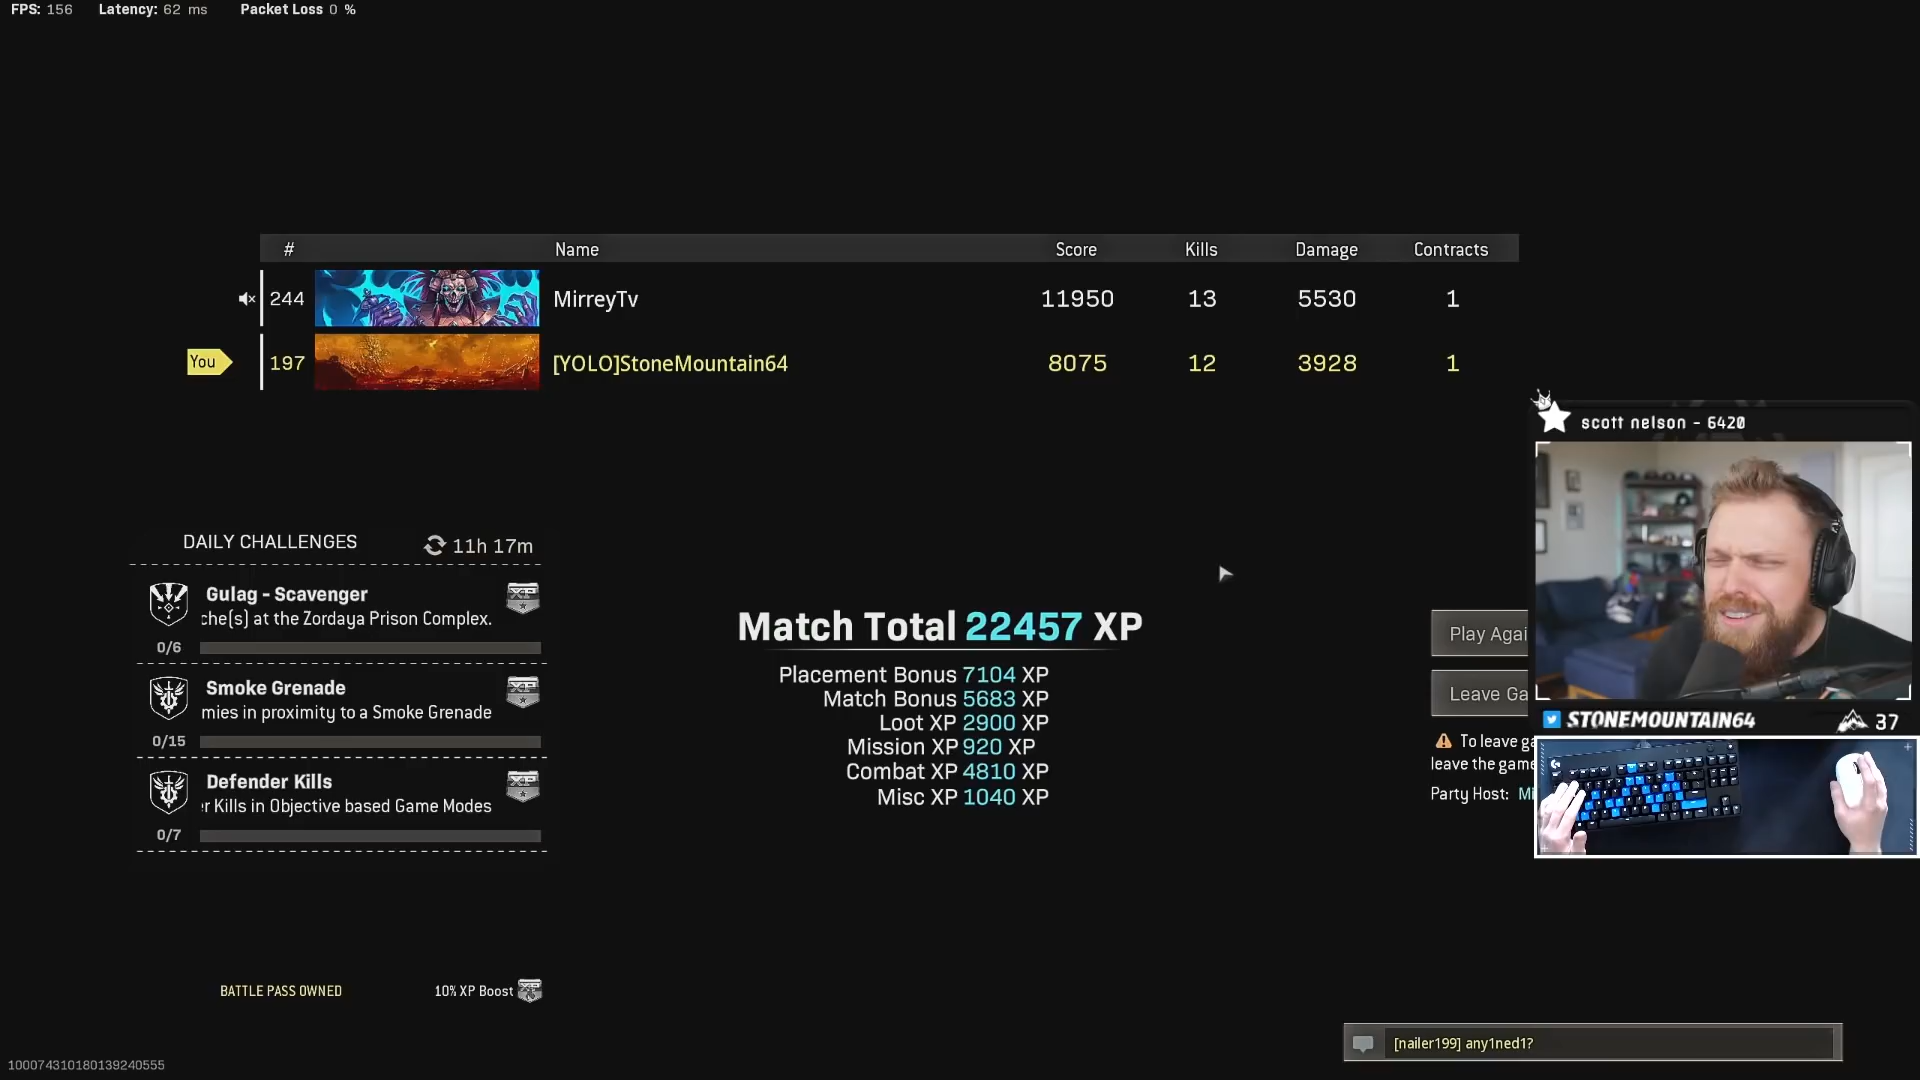 FPS: 156 Latency: 62 ms Packet Loss 0 %
# Name Score Kills Damage Contracts
244 MirreyTv 11950 13 5530 1
You 197 [YOLO]StoneMountain64 8075 12 3928 1
scott nelson - 6420
DAILY CHALLENGES 11h 17m
Gulag - Scavenger
che(s) at the Zordaya Prison Complex.
0/6
Smoke Grenade
mies in proximity to a Smoke Grenade
0/15
Defender Kills
r Kills in Objective based Game Modes
0/7
Match Total 22457 XP
Placement Bonus 7104 XP
Match Bonus 5683 XP
Loot XP 2900 XP
Mission XP 920 XP
Combat XP 4810 XP
Misc XP 1040 XP
Play Agai
Leave Ga
To leave ga
leave the game
Party Host: Mi
STONEMOUNTAIN64 37
BATTLE PASS OWNED 10% XP Boost
[nailer199] any1ned1?
100074310180139240555